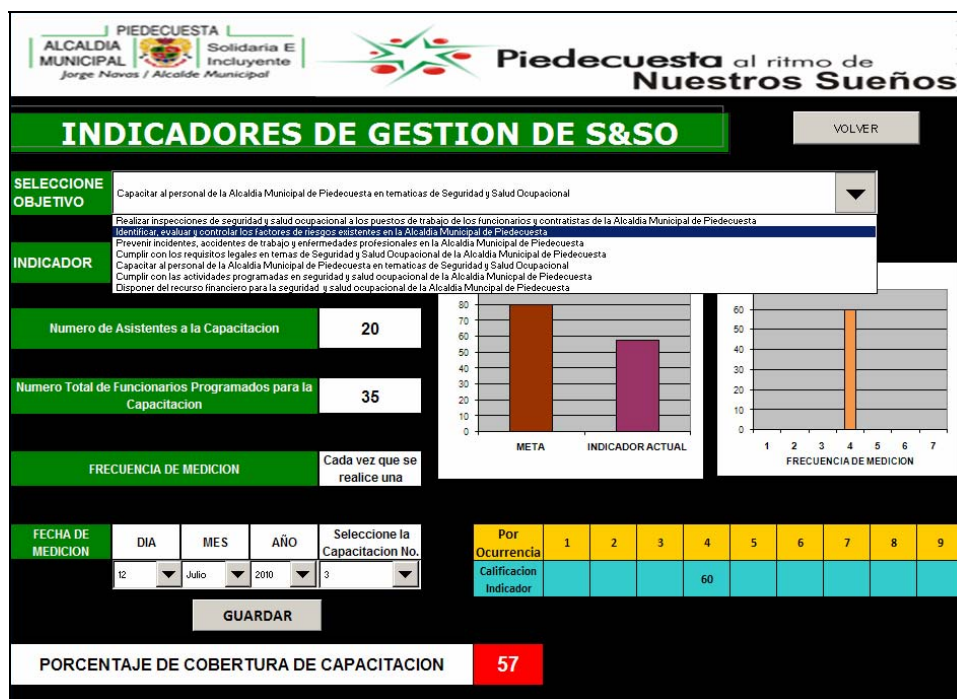 PIEDECUESTA
ALCALDIA MUNICIPAL
Solidaria E Incluyente
Jorge Navas / Alcalde Municipal
Piedecuesta al ritmo de
Nuestros Sueños
INDICADORES DE GESTION DE S&SO
VOLVER
SELECCIONE OBJETIVO
Capacitar al personal de la Alcaldia Municipal de Piedecuesta en tematicas de Seguridad y Salud Ocupacional
Realizar inspecciones de seguridad y salud ocupacional a los puestos de trabajo de los funcionarios y contratistas de la Alcaldia Municipal de Piedecuesta
Identificar, evaluar y controlar los factores de riesgos existentes en la Alcaldia Municipal de Piedecuesta
Prevenir incidentes, accidentes de trabajo y enfermedades profesionales en la Alcaldia Municipal de Piedecuesta
Cumplir con los requisitos legales en temas de Seguridad y Salud Ocupacional de la Alcaldia Municipal de Piedecuesta
Capacitar al personal de la Alcaldia Municipal de Piedecuesta en tematicas de Seguridad y Salud Ocupacional
Cumplir con las actividades programadas en seguridad y salud ocupacional de la Alcaldia Muncipal de Piedecuesta
Disponer del recurso financiero para la seguridad y salud ocupacional de la Alcaldia Muncipal de Piedecuesta
INDICADOR
Numero de Asistentes a la Capacitacion
20
Numero Total de Funcionarios Programados para la
Capacitacion
35
FRECUENCIA DE MEDICION
Cada vez que se
realice una
80
70
60
50
40
30
20
10
0
META
INDICADOR ACTUAL
60
50
40
30
20
10
0
1 2 3 4 5 6 7
FRECUENCIA DE MEDICION
FECHA DE
MEDICION
DIA
MES
AÑO
Seleccione la
Capacitacion No.
12
Julio
2010
3
GUARDAR
Por
Ocurrencia
1 2 3 4 5 6 7 8 9
Calificacion
Indicador
60
PORCENTAJE DE COBERTURA DE CAPACITACION
57